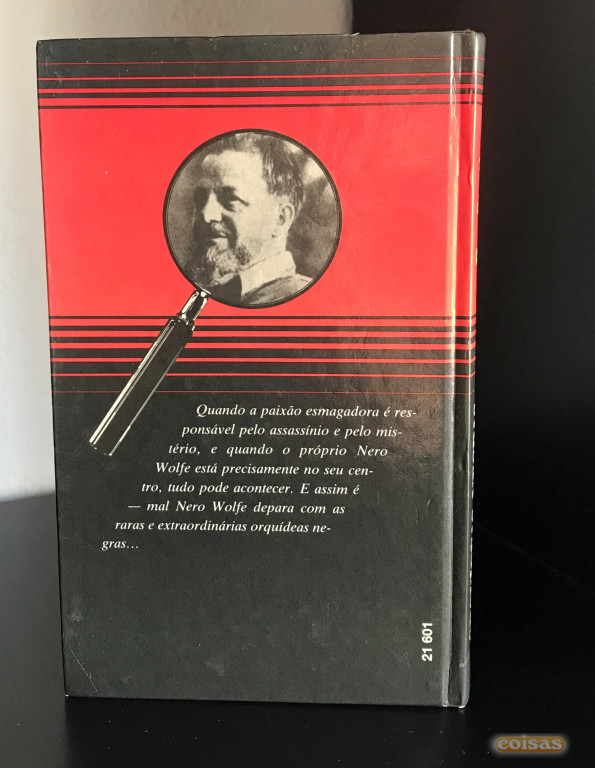 Quando a paixão esmagadora é res-
ponsável pelo assassínio e pelo mis-
tério, e quando o próprio Nero
Wolfe está precisamente no seu cen-
tro, tudo pode acontecer. E assim é
— mal Nero Wolfe depara com as
raras e extraordinárias orquídeas ne-
gras...
21 601
coisas